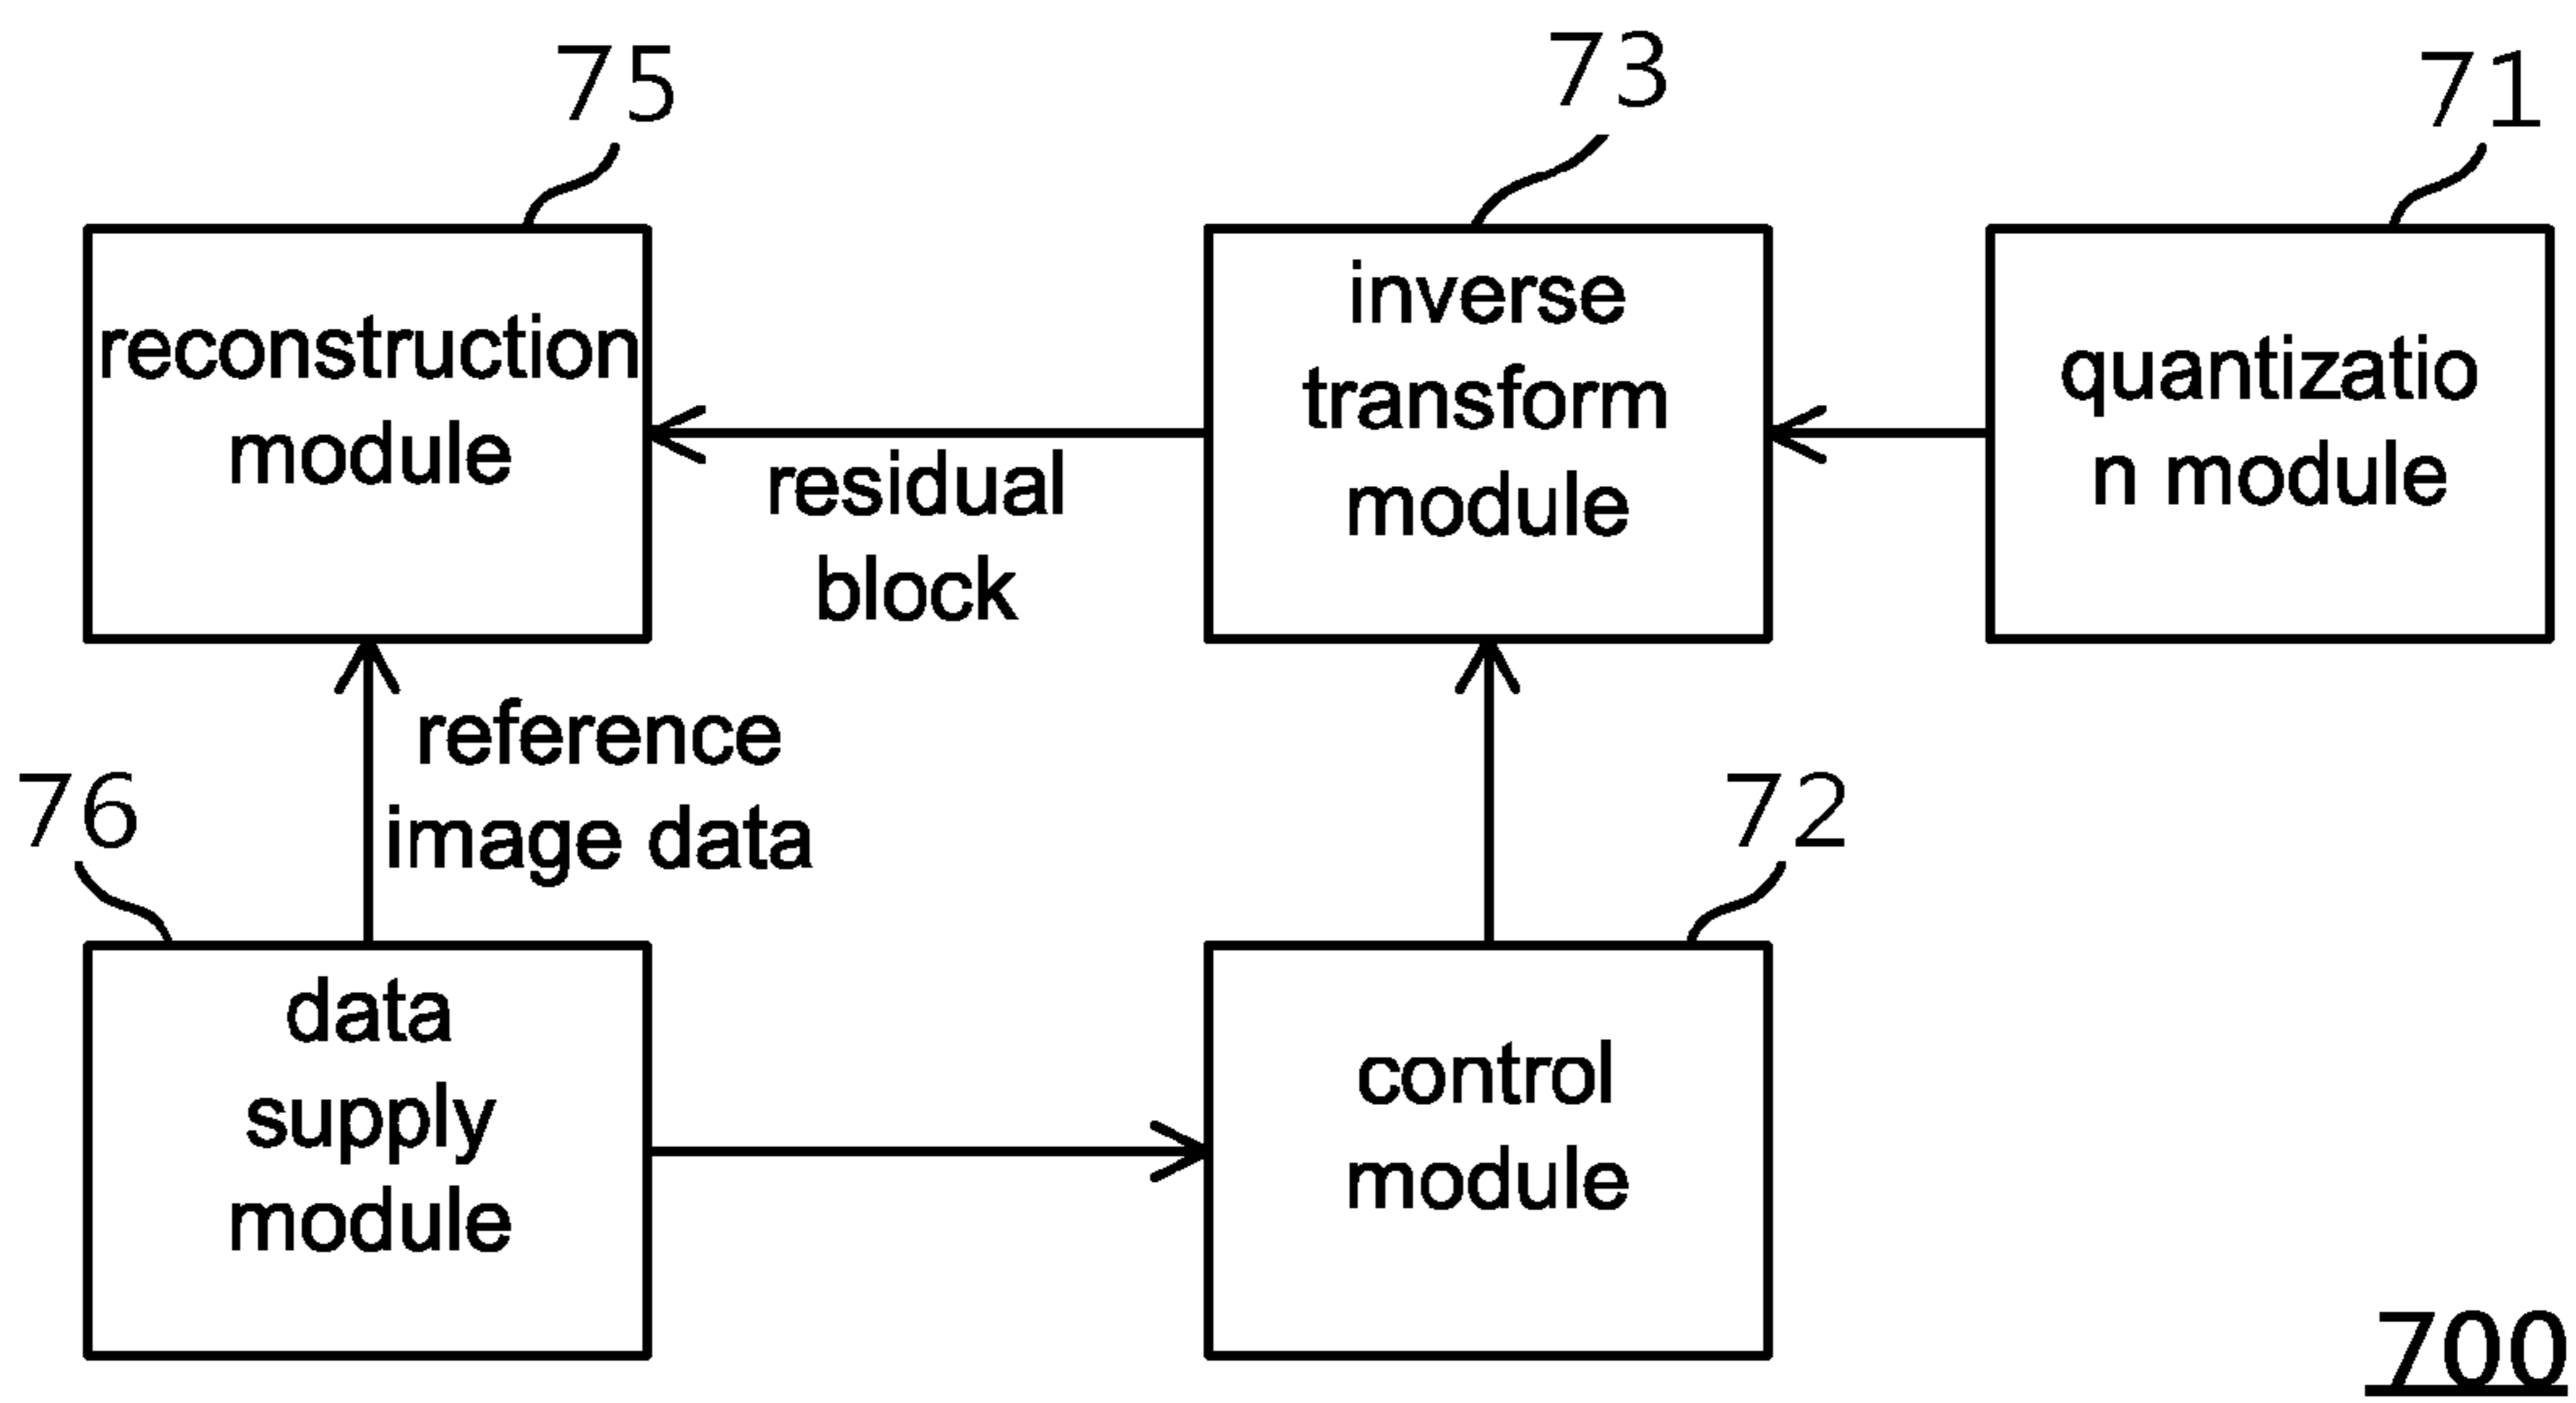 75
73
71
reconstruction
module
inverse
transform
module
quantizatio
n module
residual
block
reference
image data
76
72
data
supply
module
control
module
700